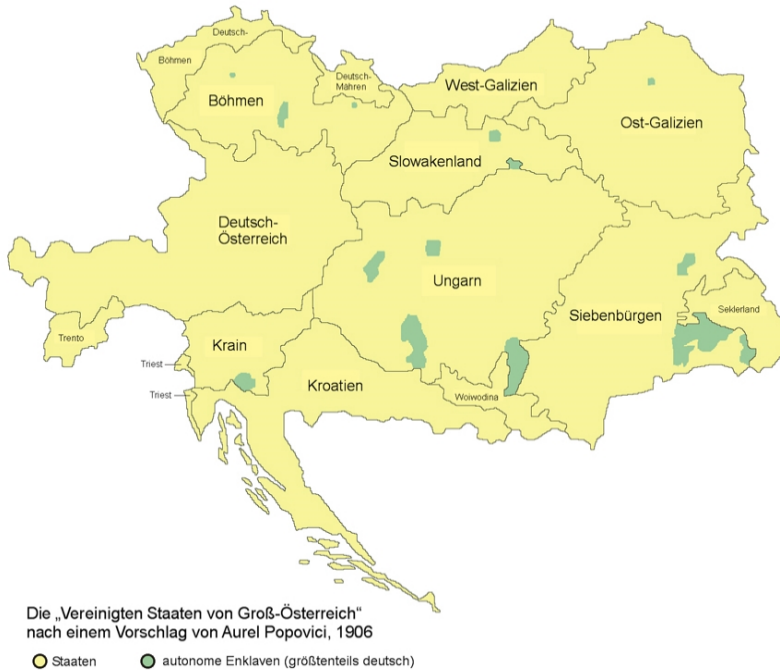 Deutsch-
Böhmen
Deutsch-
Mähren
Böhmen
West-Galizien
Ost-Galizien
Slowakenland
Deutsch-
Österreich
Ungarn
Siebenbürgen
Seklerland
Trento
Krain
Triest
Triest
Kroatien
Woiwodina
Die „Vereinigten Staaten von Groß-Österreich“
nach einem Vorschlag von Aurel Popovici, 1906
Staaten
autonome Enklaven (größtenteils deutsch)